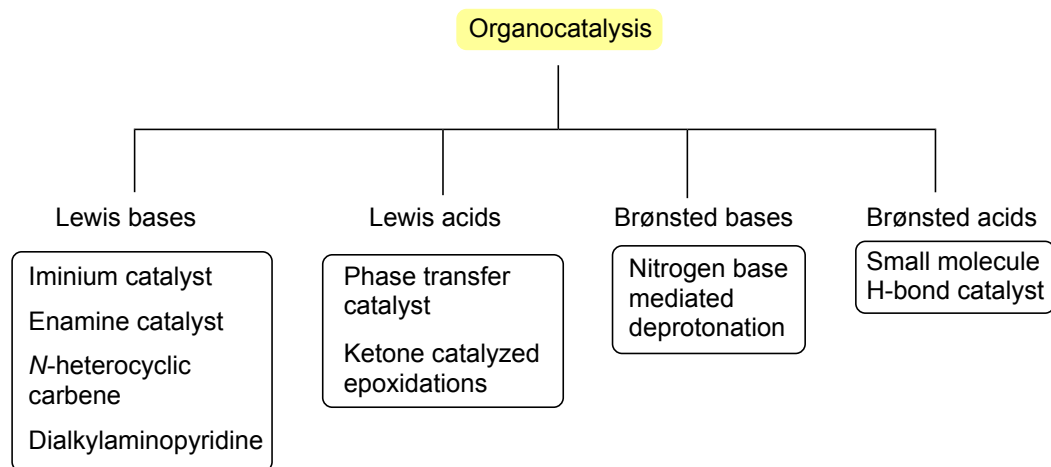 Organocatalysis
Lewis bases
Iminium catalyst
Enamine catalyst
N-heterocyclic
carbene
Dialkylaminopyridine
Lewis acids
Phase transfer
catalyst
Ketone catalyzed
epoxidations
Brønsted bases
Nitrogen base
mediated
deprotonation
Brønsted acids
Small molecule
H-bond catalyst